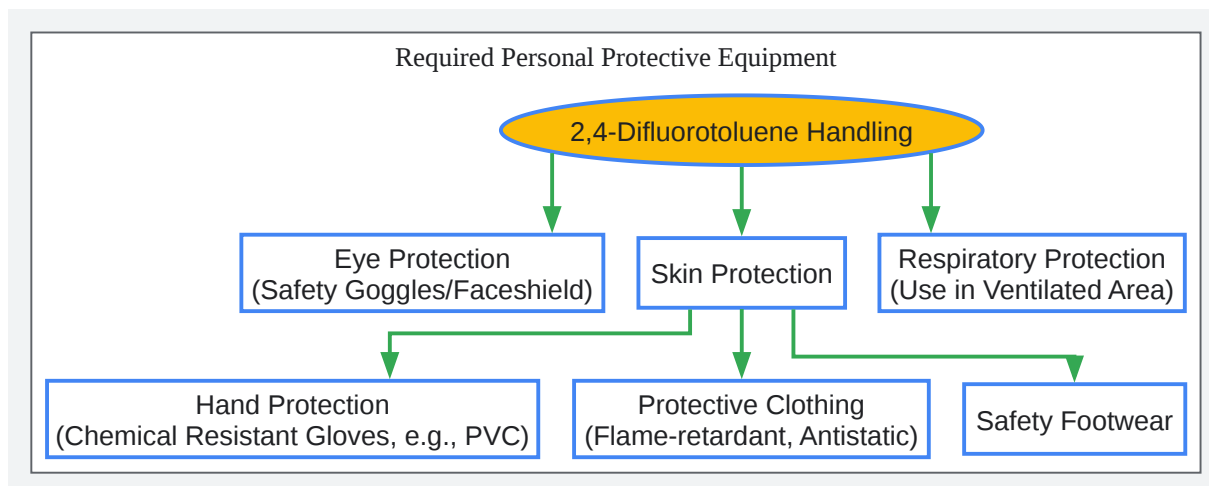 Required Personal Protective Equipment
2,4-Difluorotoluene Handling
Eye Protection
(Safety Goggles/Faceshield)
Skin Protection
Respiratory Protection
(Use in Ventilated Area)
Hand Protection
(Chemical Resistant Gloves, e.g., PVC)
Protective Clothing
(Flame-retardant, Antistatic)
Safety Footwear